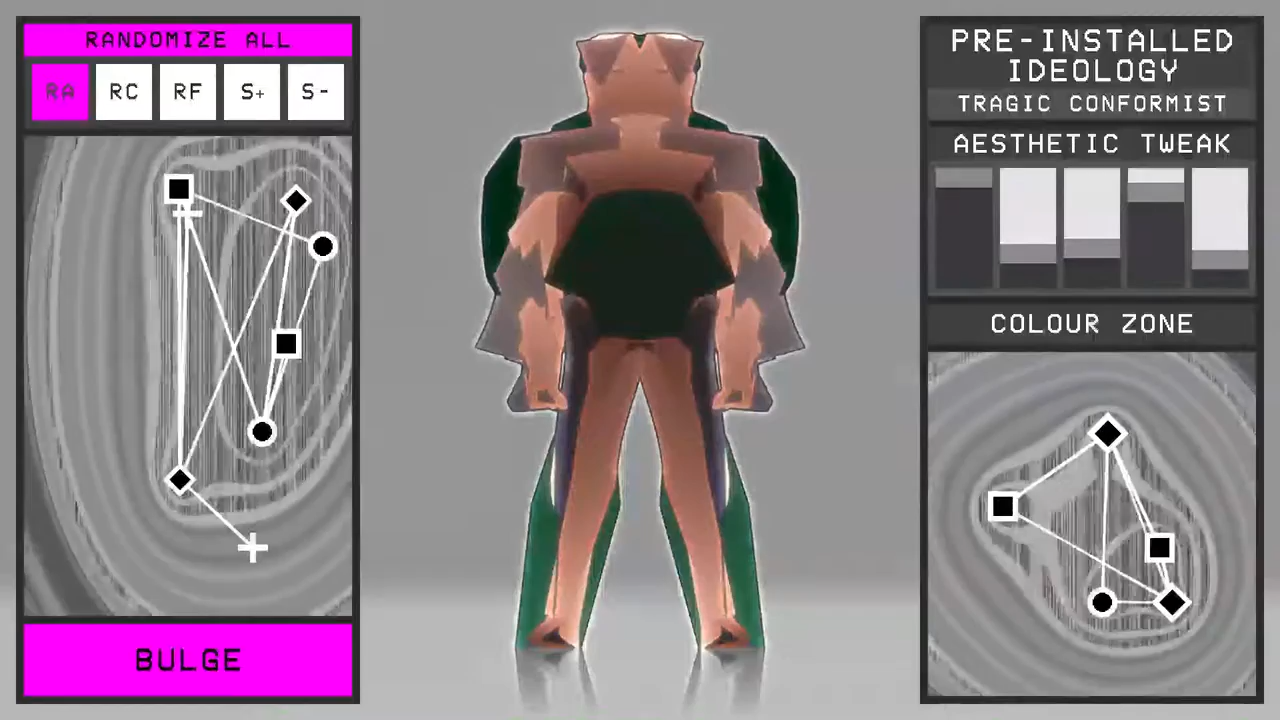 RANDOMIZE ALL
RA RC RF S+ S-
BULGE
PRE-INSTALLED
IDEOLOGY
TRAGIC CONFORMIST
AESTHETIC TWEAK
COLOUR ZONE